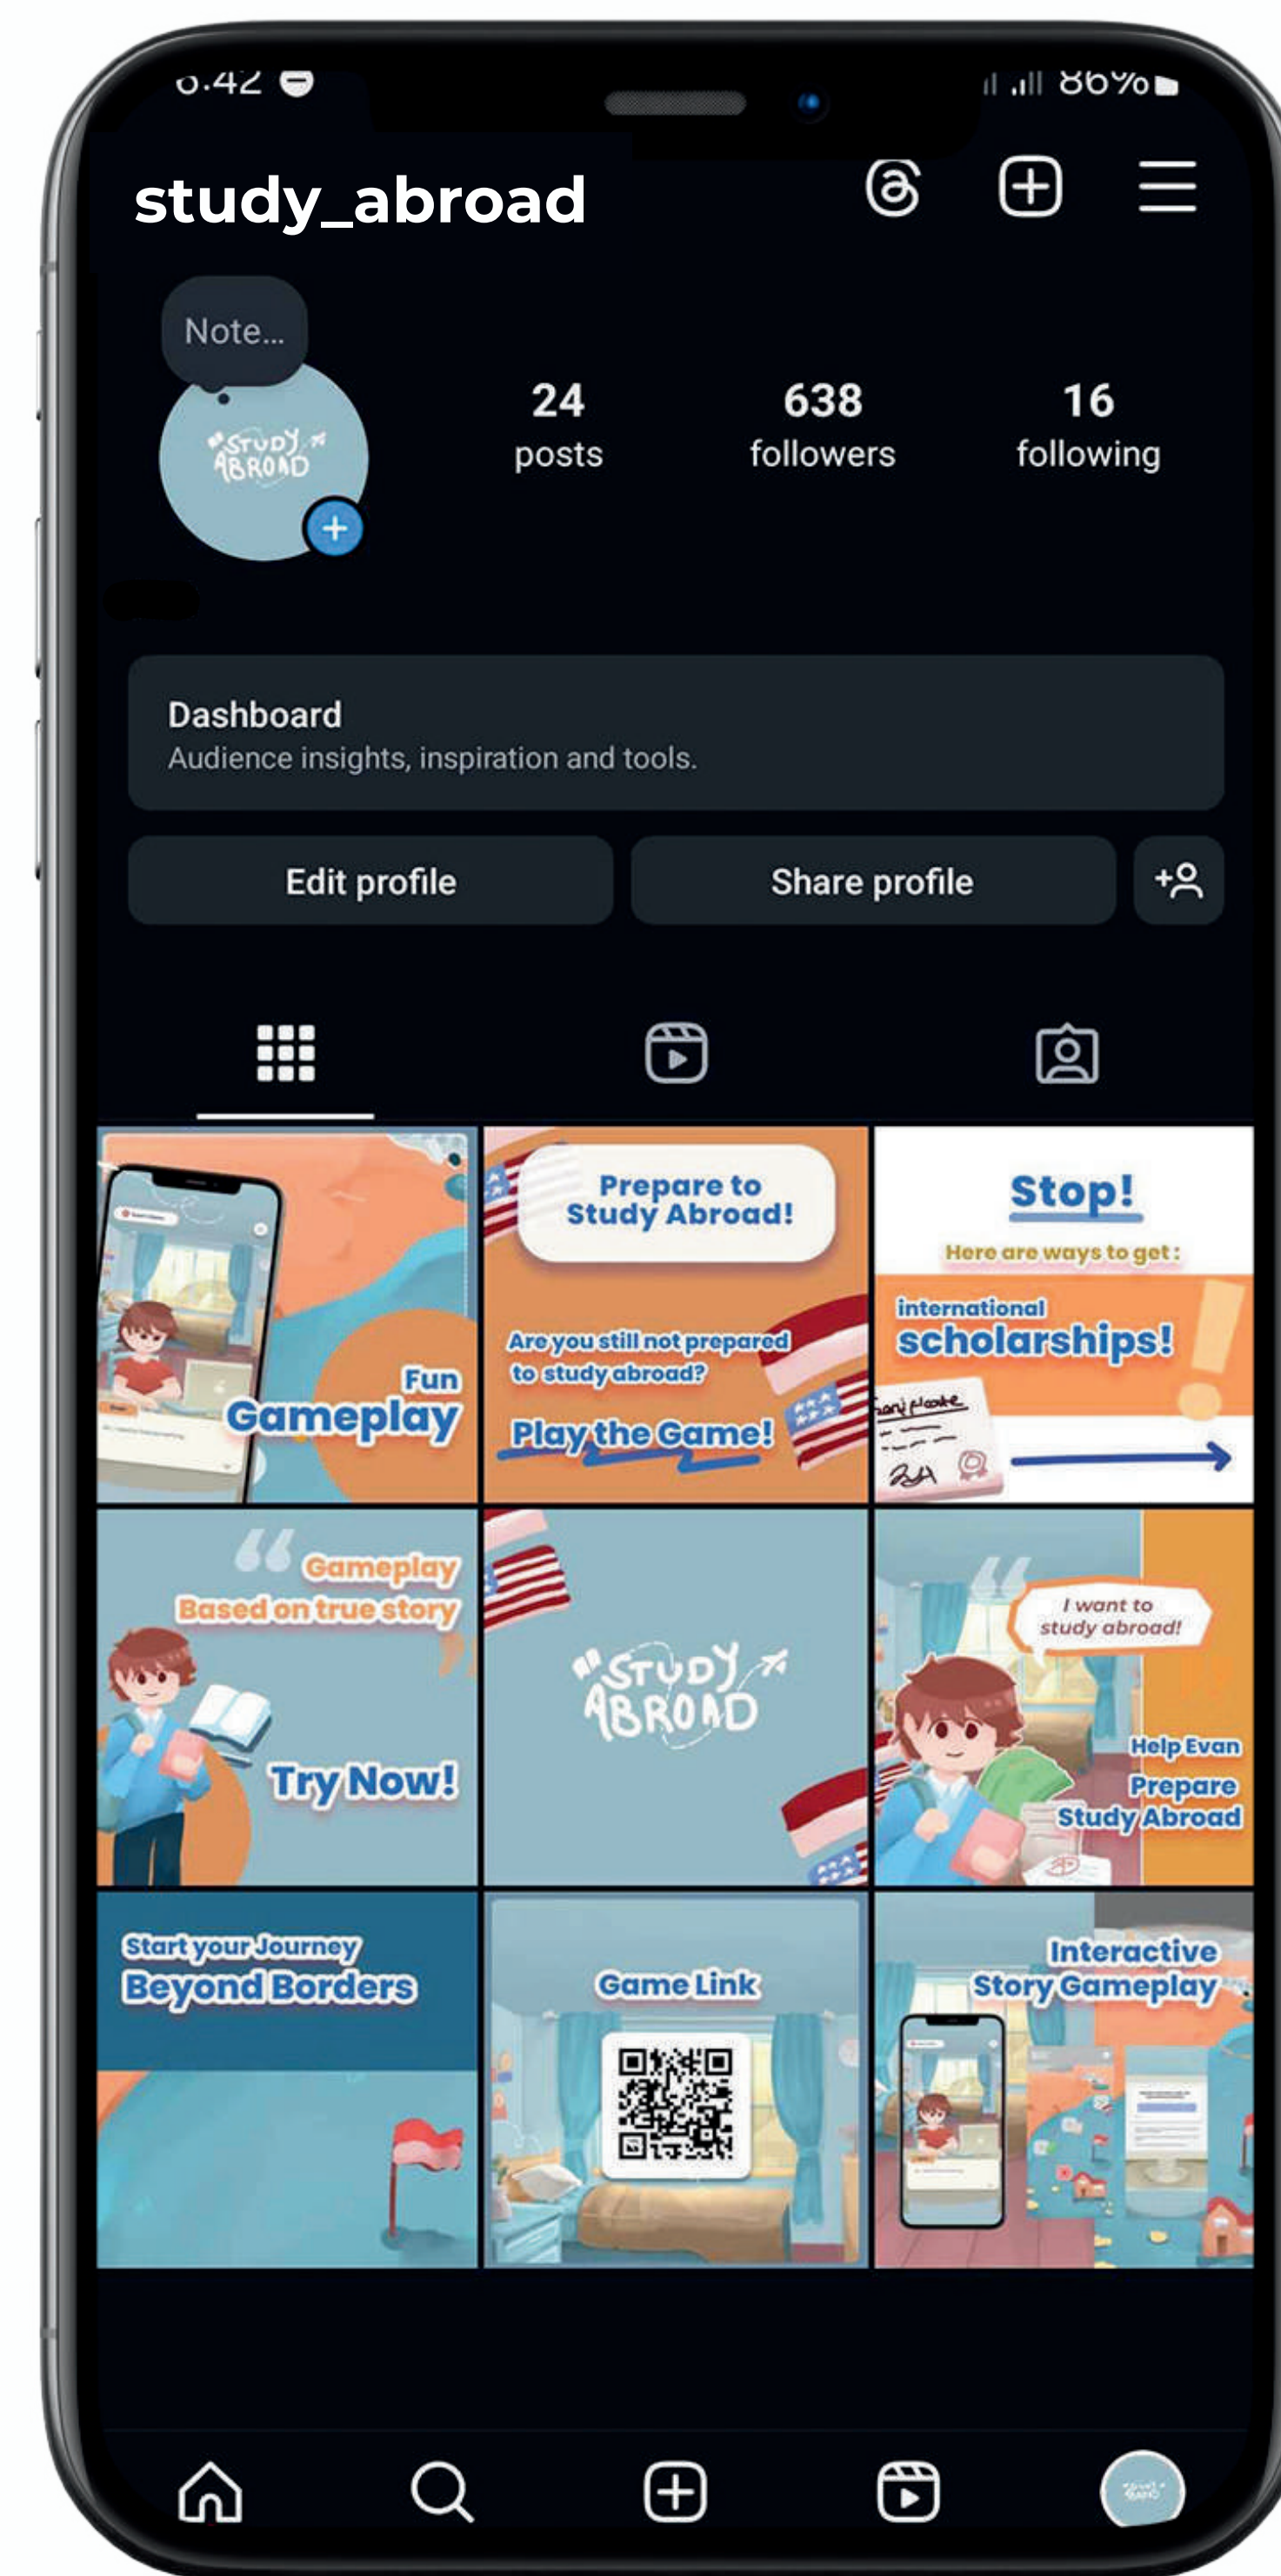 86%
study_abroad
Note...
STUDY
ABROAD
24
638
16
posts
followers
following
Dashboard
Audience insights, inspiration and tools.
Edit profile
Share profile
Fun
Gameplay
Prepare to
Study Abroad!
Are you still not prepared
to study abroad?
Play the Game!
Stop!
Here are ways to get:
international
scholarships!
Gameplay
Based on true story
Try Now!
STUDY
ABROAD
I want to
study abroad!
Help Evan
Prepare
Study Abroad
Start your Journey
Beyond Borders
Game Link
Interactive
Story Gameplay